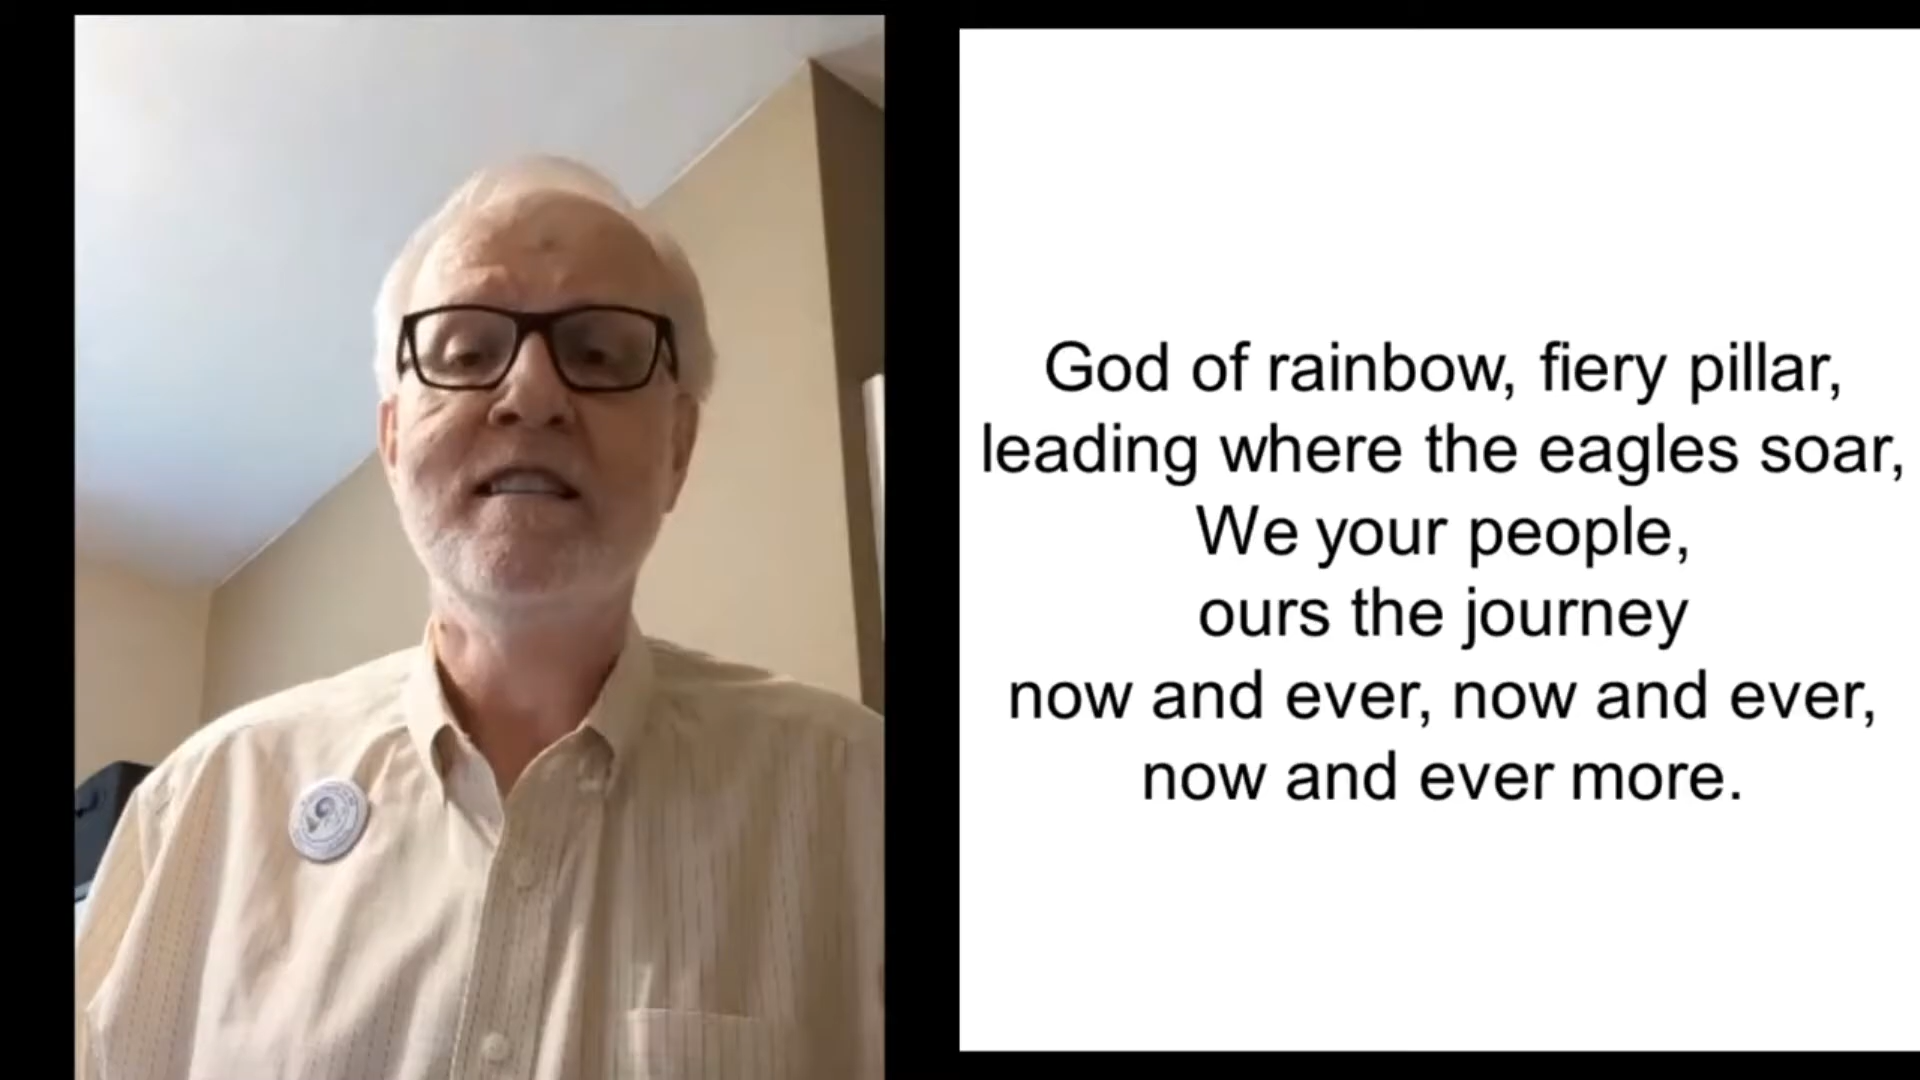 God of rainbow, fiery pillar,
leading where the eagles soar,
We your people,
ours the journey
now and ever, now and ever,
now and ever more.